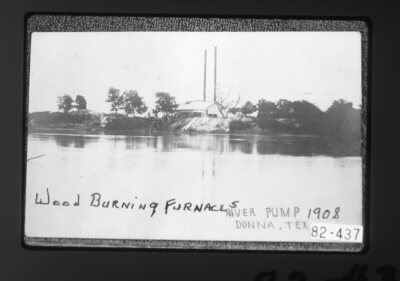 Wood Burning Furnaces
RIVER PUMP 1908
DONNA, TEX
82-437